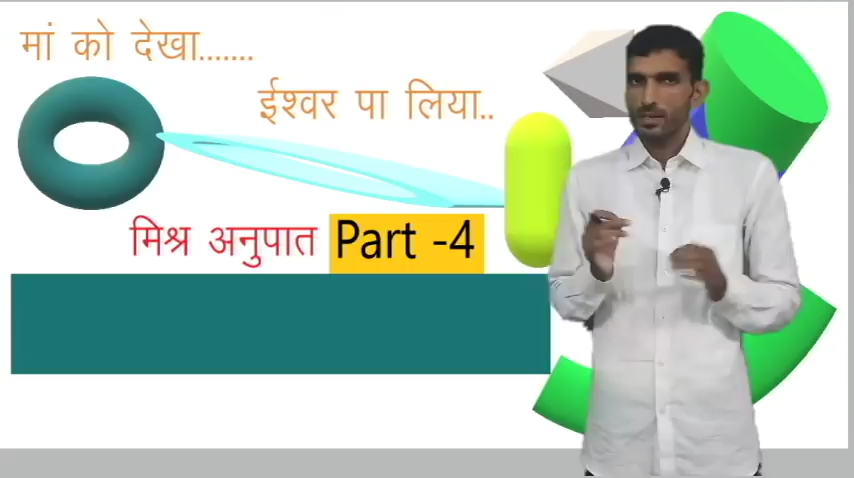 मां को देखा.......
ईश्वर पा लिया..
मिश्र अनुपात Part -4